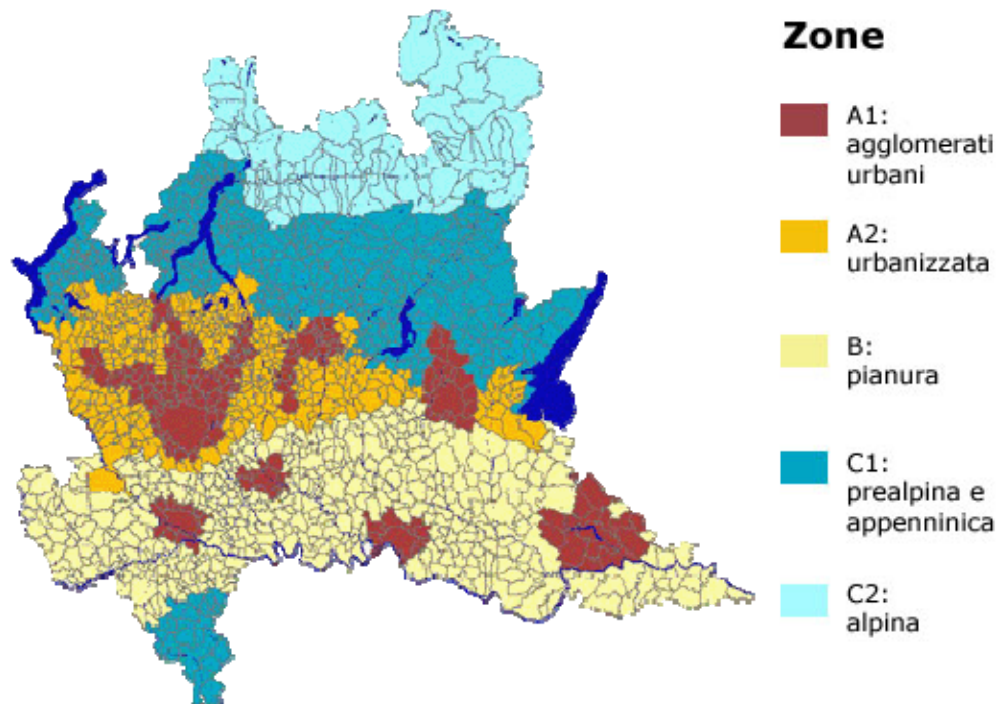 Zone
A1:
agglomerati
urbani
A2:
urbanizzata
B:
pianura
C1:
prealpina e
appenninica
C2:
alpina